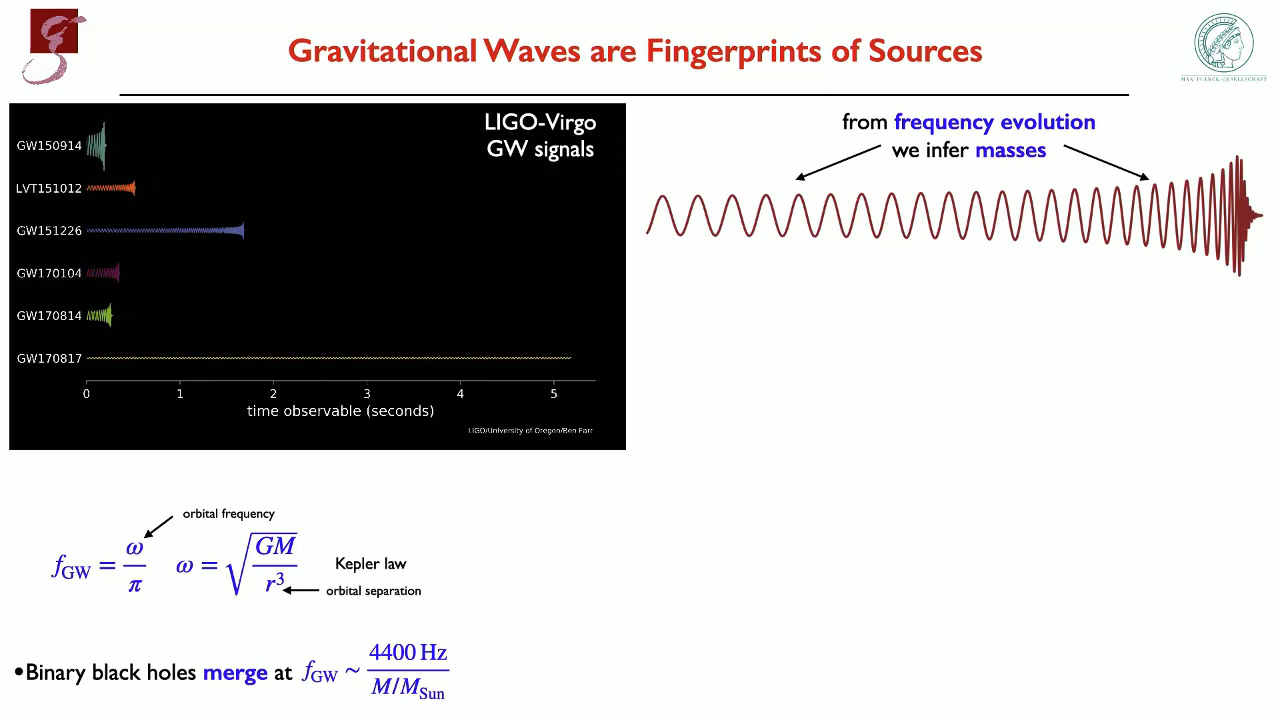 Gravitational Waves are Fingerprints of Sources
MAX-PLANCK-GESELLSCHAFT
LIGO-Virgo
GW signals
GW150914
LVT151012
GW151226
GW170104
GW170814
GW170817
0 1 2 3 4 5
time observable (seconds)
LIGO/University of Oregon/Ben Farr
from frequency evolution
we infer masses
orbital frequency
f_GW = ω/π ω = √(GM/r³) Kepler law
orbital separation
•Binary black holes merge at f_GW ~ 4400 Hz / (M/M_Sun)